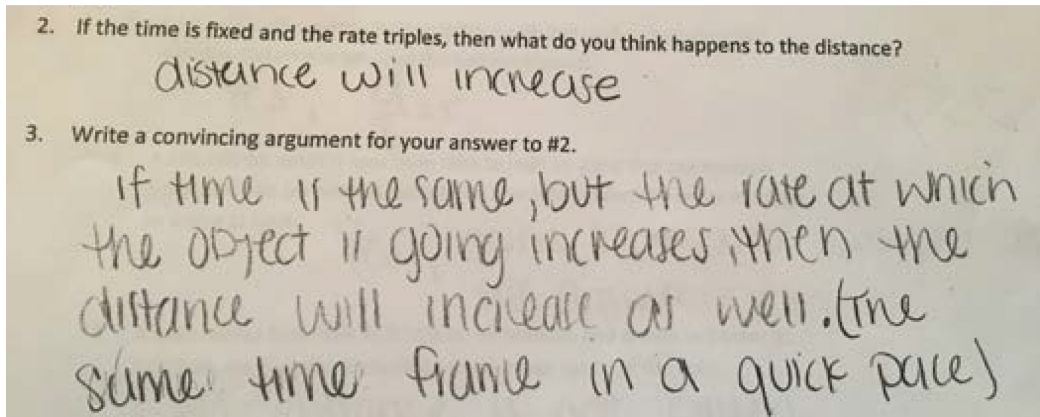 2. If the time is fixed and the rate triples, then what do you think happens to the distance?
distance will increase
3. Write a convincing argument for your answer to #2.
if time is the same, but the rate at which
the object is going increases, then the
distance will increase as well. (the
same time frame in a quick pace)